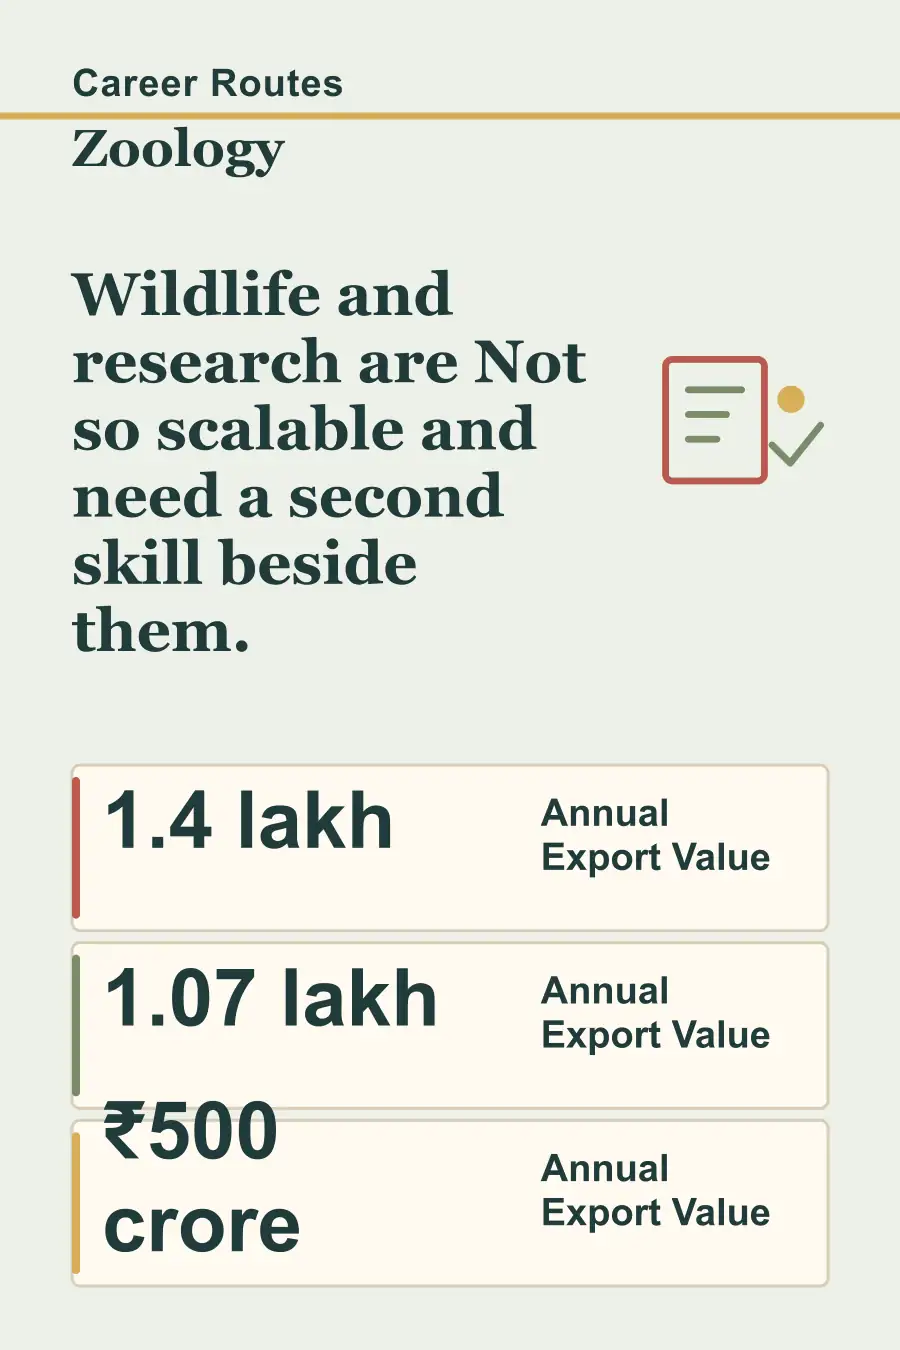 Career Routes
Zoology
Wildlife and
research are Not
so scalable and
need a second
skill beside
them.
1.4 lakh
Annual
Export Value
1.07 lakh
Annual
Export Value
₹500
crore
Annual
Export Value